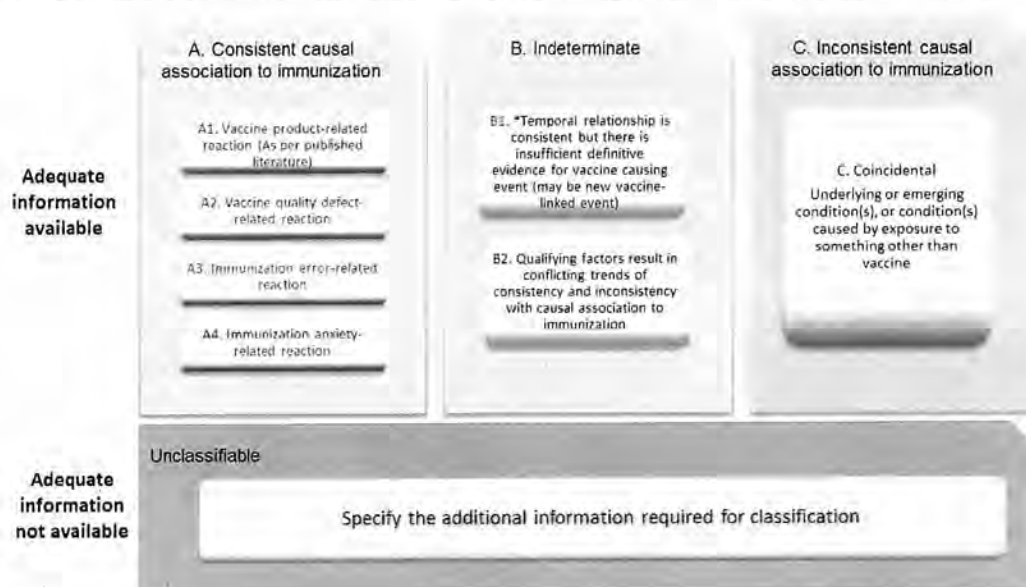 A. Consistent causal
association to immunization
A1. Vaccine product-related
reaction (As per published
literature)
A2. Vaccine quality defect-
related reaction
A3. Immunization error-related
reaction
A4. Immunization anxiety-
related reaction
B. Indeterminate
B1. *Temporal relationship is
consistent but there is
insufficient definitive
evidence for vaccine causing
event (may be new vaccine-
linked event)
B2. Qualifying factors result in
conflicting trends of
consistency and inconsistency
with causal association to
immunization
C. Inconsistent causal
association to immunization
C. Coincidental
Underlying or emerging
condition(s), or condition(s)
caused by exposure to
something other than
vaccine
Adequate
information
available
Adequate
information
not available
Unclassifiable
Specify the additional information required for classification